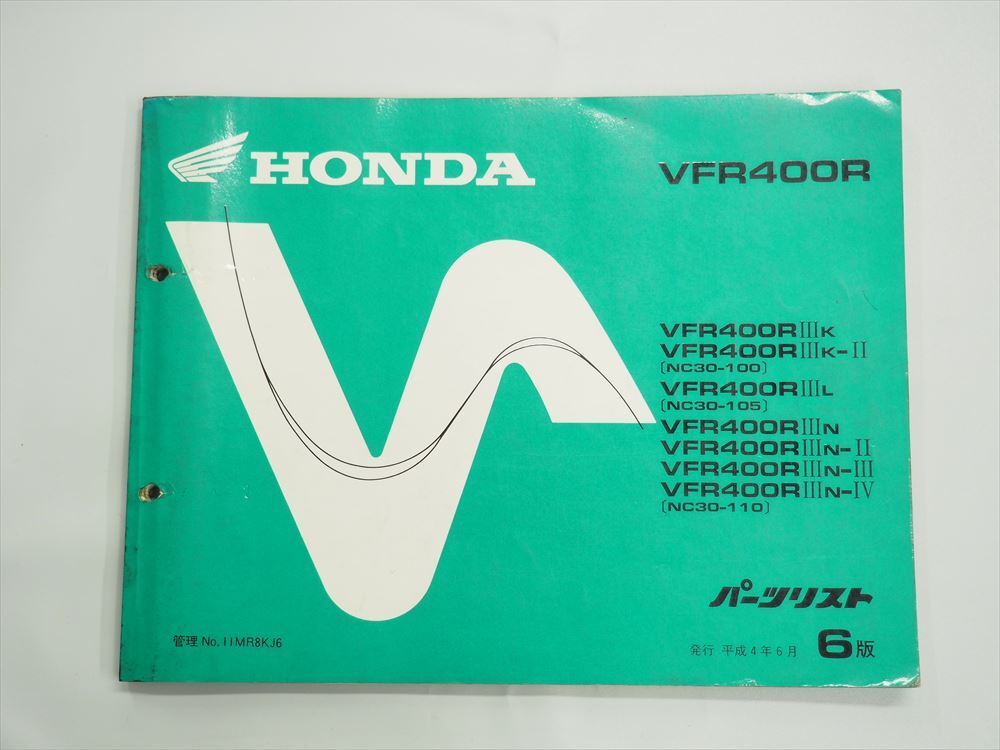 HONDA
VFR400R
VFR400RⅢK
VFR400RⅢK-Ⅱ
〔NC30-100〕
VFR400RⅢL
〔NC30-105〕
VFR400RⅢN
VFR400RⅢN-Ⅱ
VFR400RⅢN-Ⅲ
VFR400RⅢN-Ⅳ
〔NC30-110〕
パーツリスト
管理 No. 11MR8KJ6
発行 平成4年6月 6版